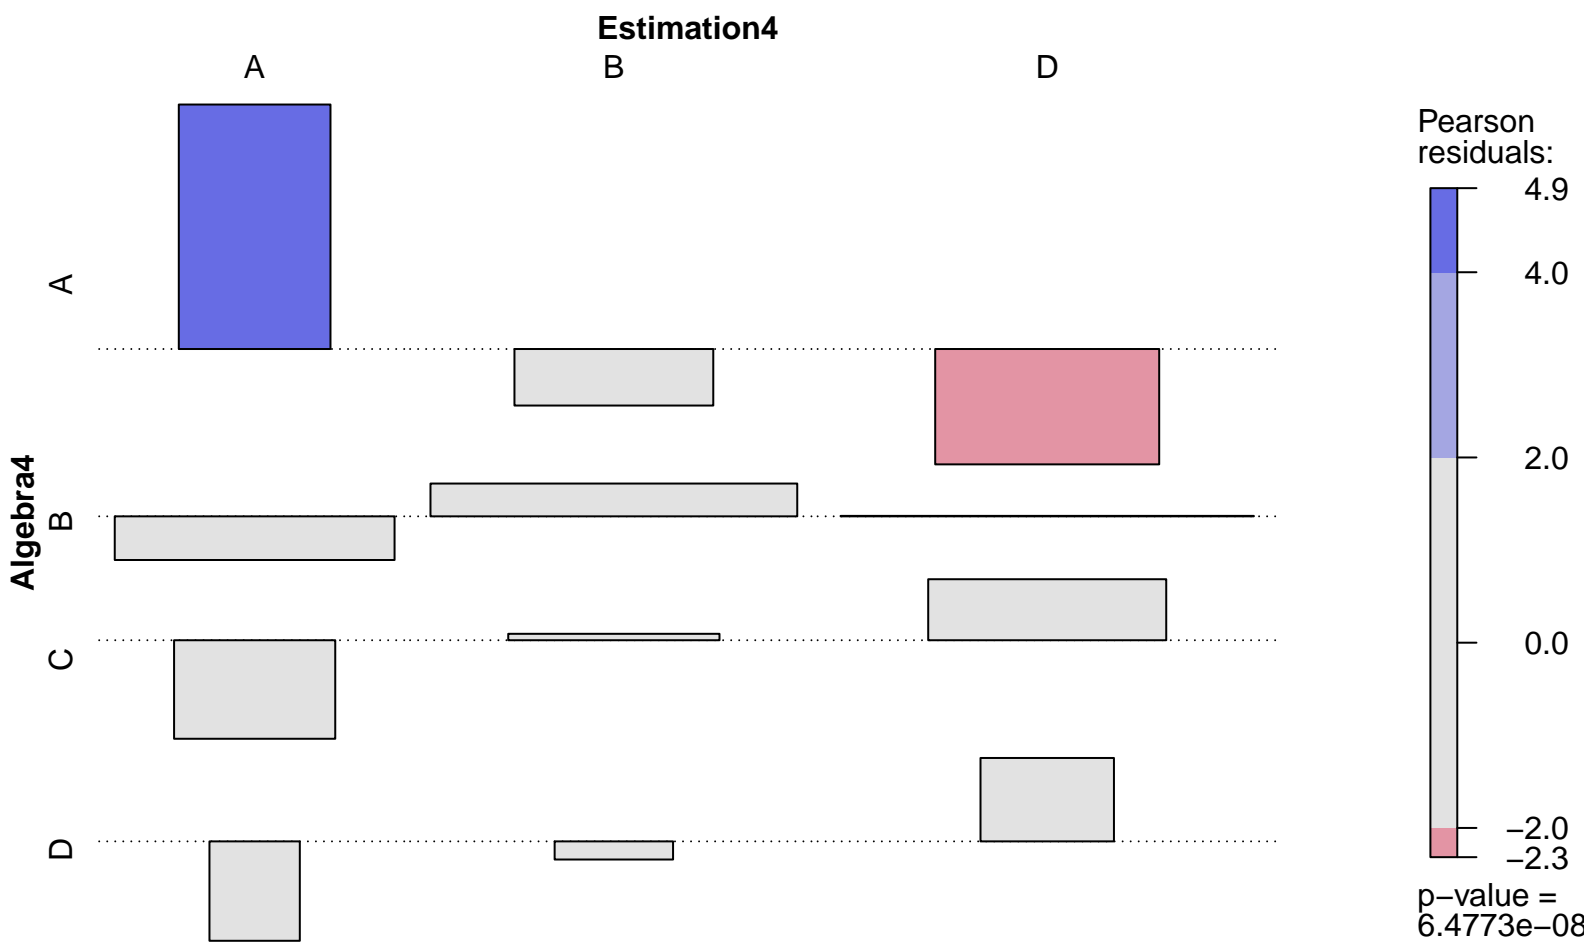 Estimation4
A B D
Algebra4
A
B
C
D
Pearson
residuals:
4.9
4.0
2.0
0.0
−2.0
−2.3
p−value =
6.4773e−08